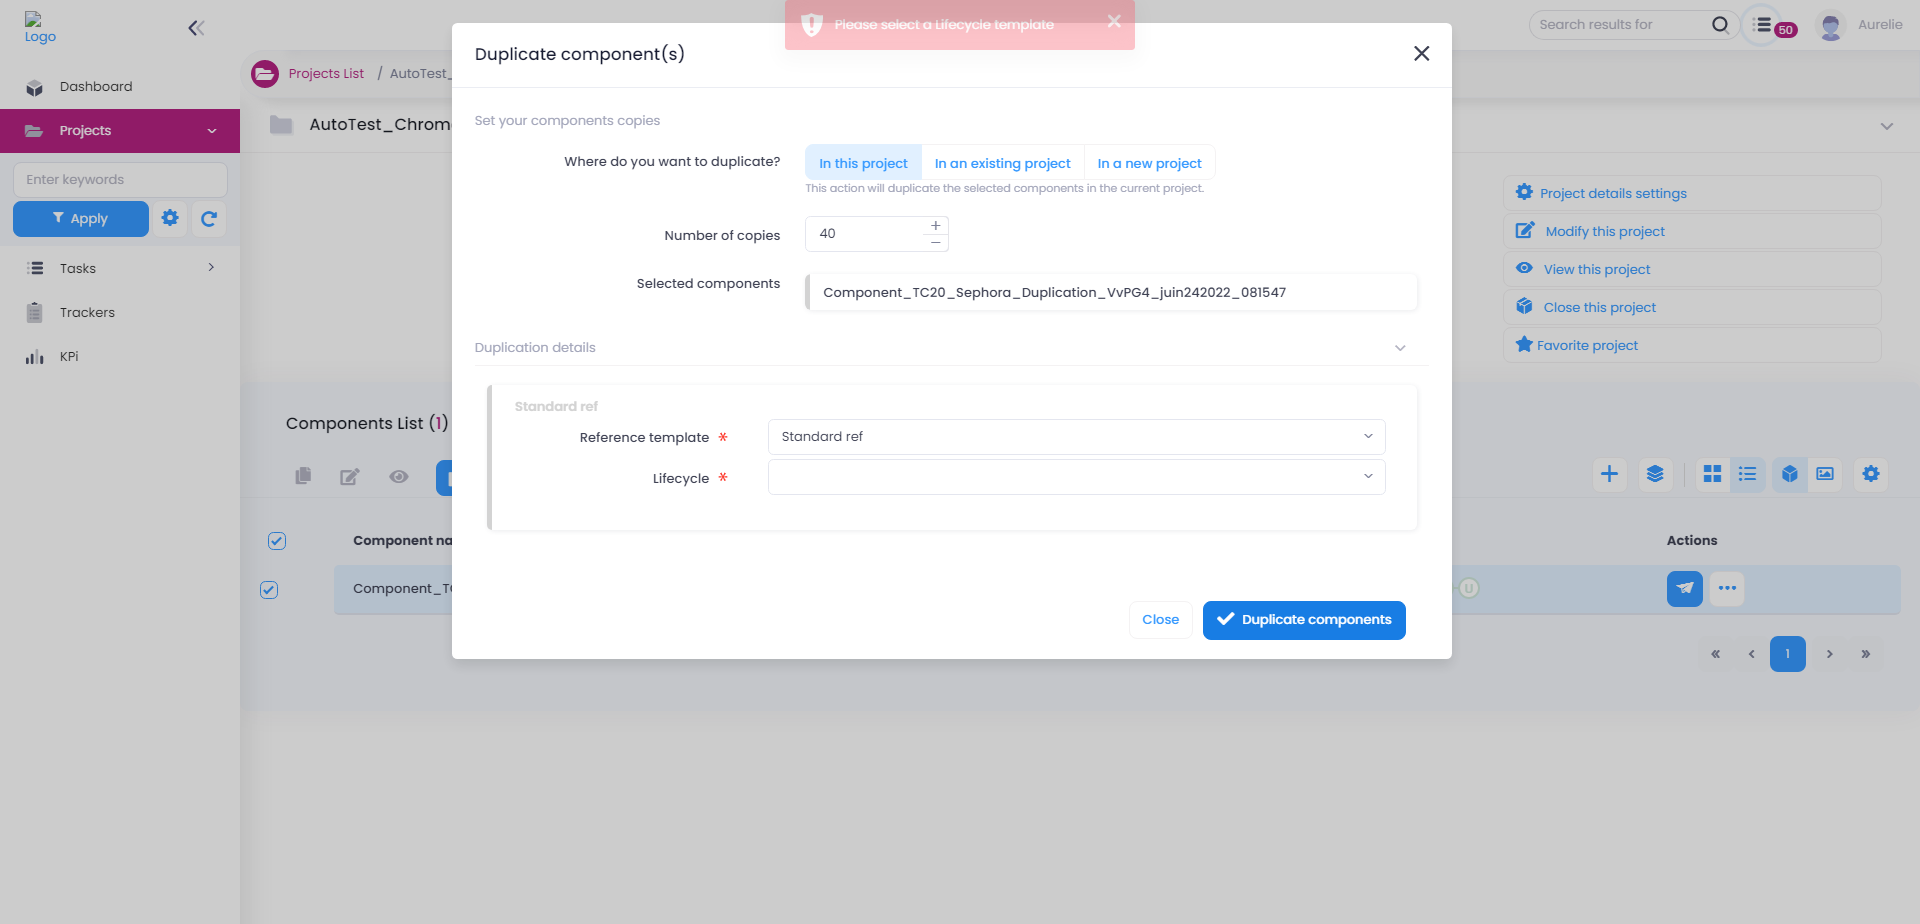 Logo
Please select a Lifecycle template
Search results for
50
Aurelie
Dashboard
Projects
Enter keywords
Apply
Tasks
Trackers
KPi
Projects List / AutoTest_
AutoTest_Chrom
Duplicate component(s)
Set your components copies
Where do you want to duplicate?
In this project
In an existing project
In a new project
This action will duplicate the selected components in the current project.
Number of copies
40
Selected components
Component_TC20_Sephora_Duplication_VvPG4_juin242022_081547
Duplication details
Standard ref
Reference template *
Standard ref
Lifecycle *
Close
Duplicate components
Project details settings
Modify this project
View this project
Close this project
Favorite project
Components List (1)
Component na
Actions
Component_TC
U
« ‹ 1 › »